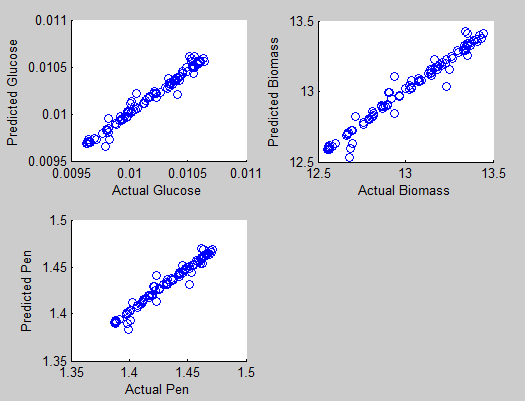 0.011
0.0105
0.01
0.0095
0.0095 0.01 0.0105 0.011
Predicted Glucose
Actual Glucose
13.5
13
12.5
12.5 13 13.5
Predicted Biomass
Actual Biomass
1.5
1.45
1.4
1.35
1.35 1.4 1.45 1.5
Predicted Pen
Actual Pen